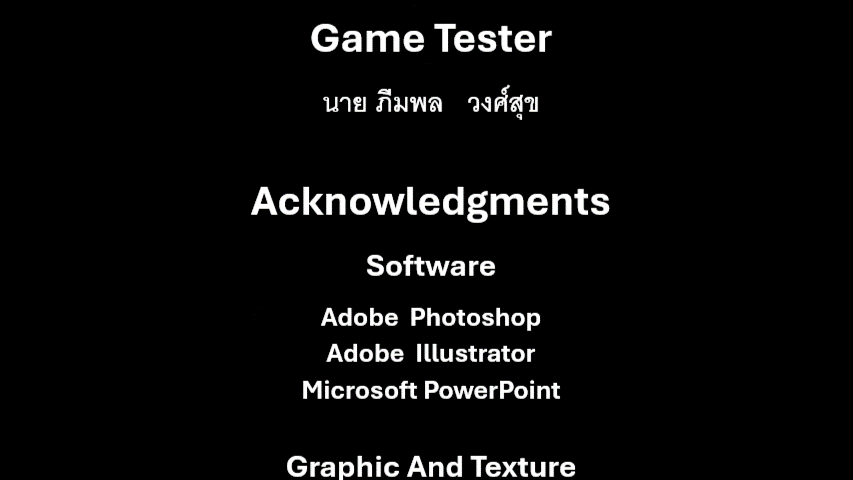 Game Tester
นาย ภีมพล วงศ์สุข
Acknowledgments
Software
Adobe Photoshop
Adobe Illustrator
Microsoft PowerPoint
Graphic And Texture